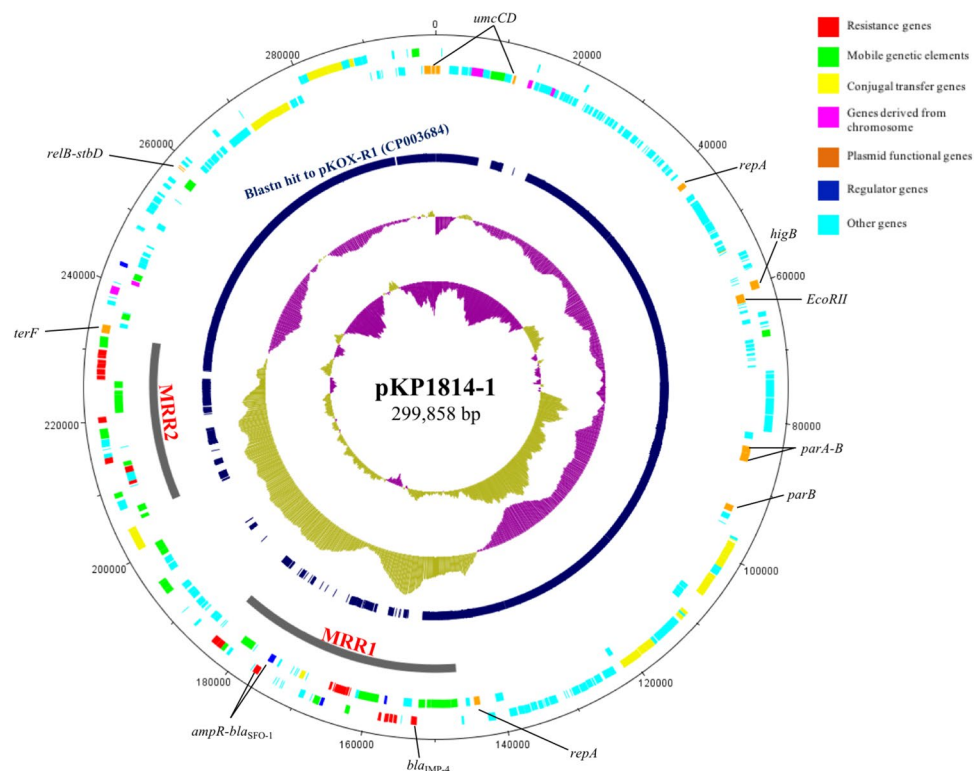 0
umcCD
20000
repA
40000
higB
60000
EcoRII
80000
parA-B
parB
100000
120000
repA
140000
blaIMP-4
160000
ampR-blaSFO-1
180000
200000
220000
terF
240000
relB-stbD
260000
280000
Blastn hit to pKOX-R1 (CP003684)
MRR2
MRR1
pKP1814-1
299,858 bp
Resistance genes
Mobile genetic elements
Conjugal transfer genes
Genes derived from
chromosome
Plasmid functional genes
Regulator genes
Other genes